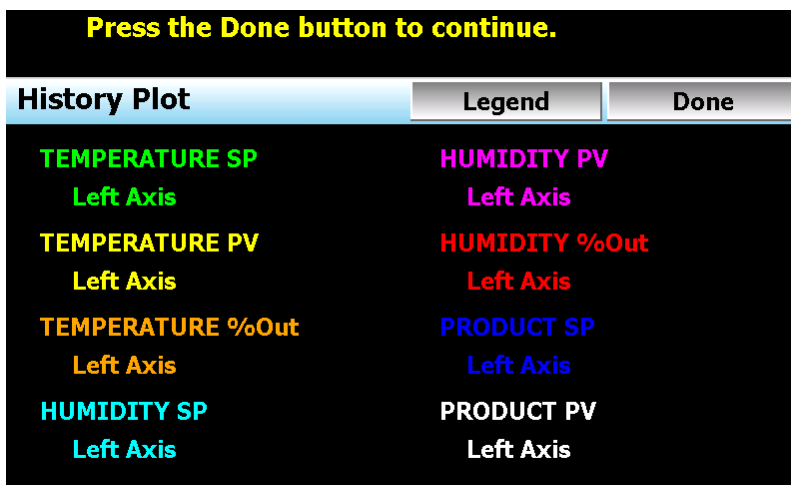 Press the Done button to continue.
History Plot
Legend
Done
TEMPERATURE SP
Left Axis
TEMPERATURE PV
Left Axis
TEMPERATURE %Out
Left Axis
HUMIDITY SP
Left Axis
HUMIDITY PV
Left Axis
HUMIDITY %Out
Left Axis
PRODUCT SP
Left Axis
PRODUCT PV
Left Axis